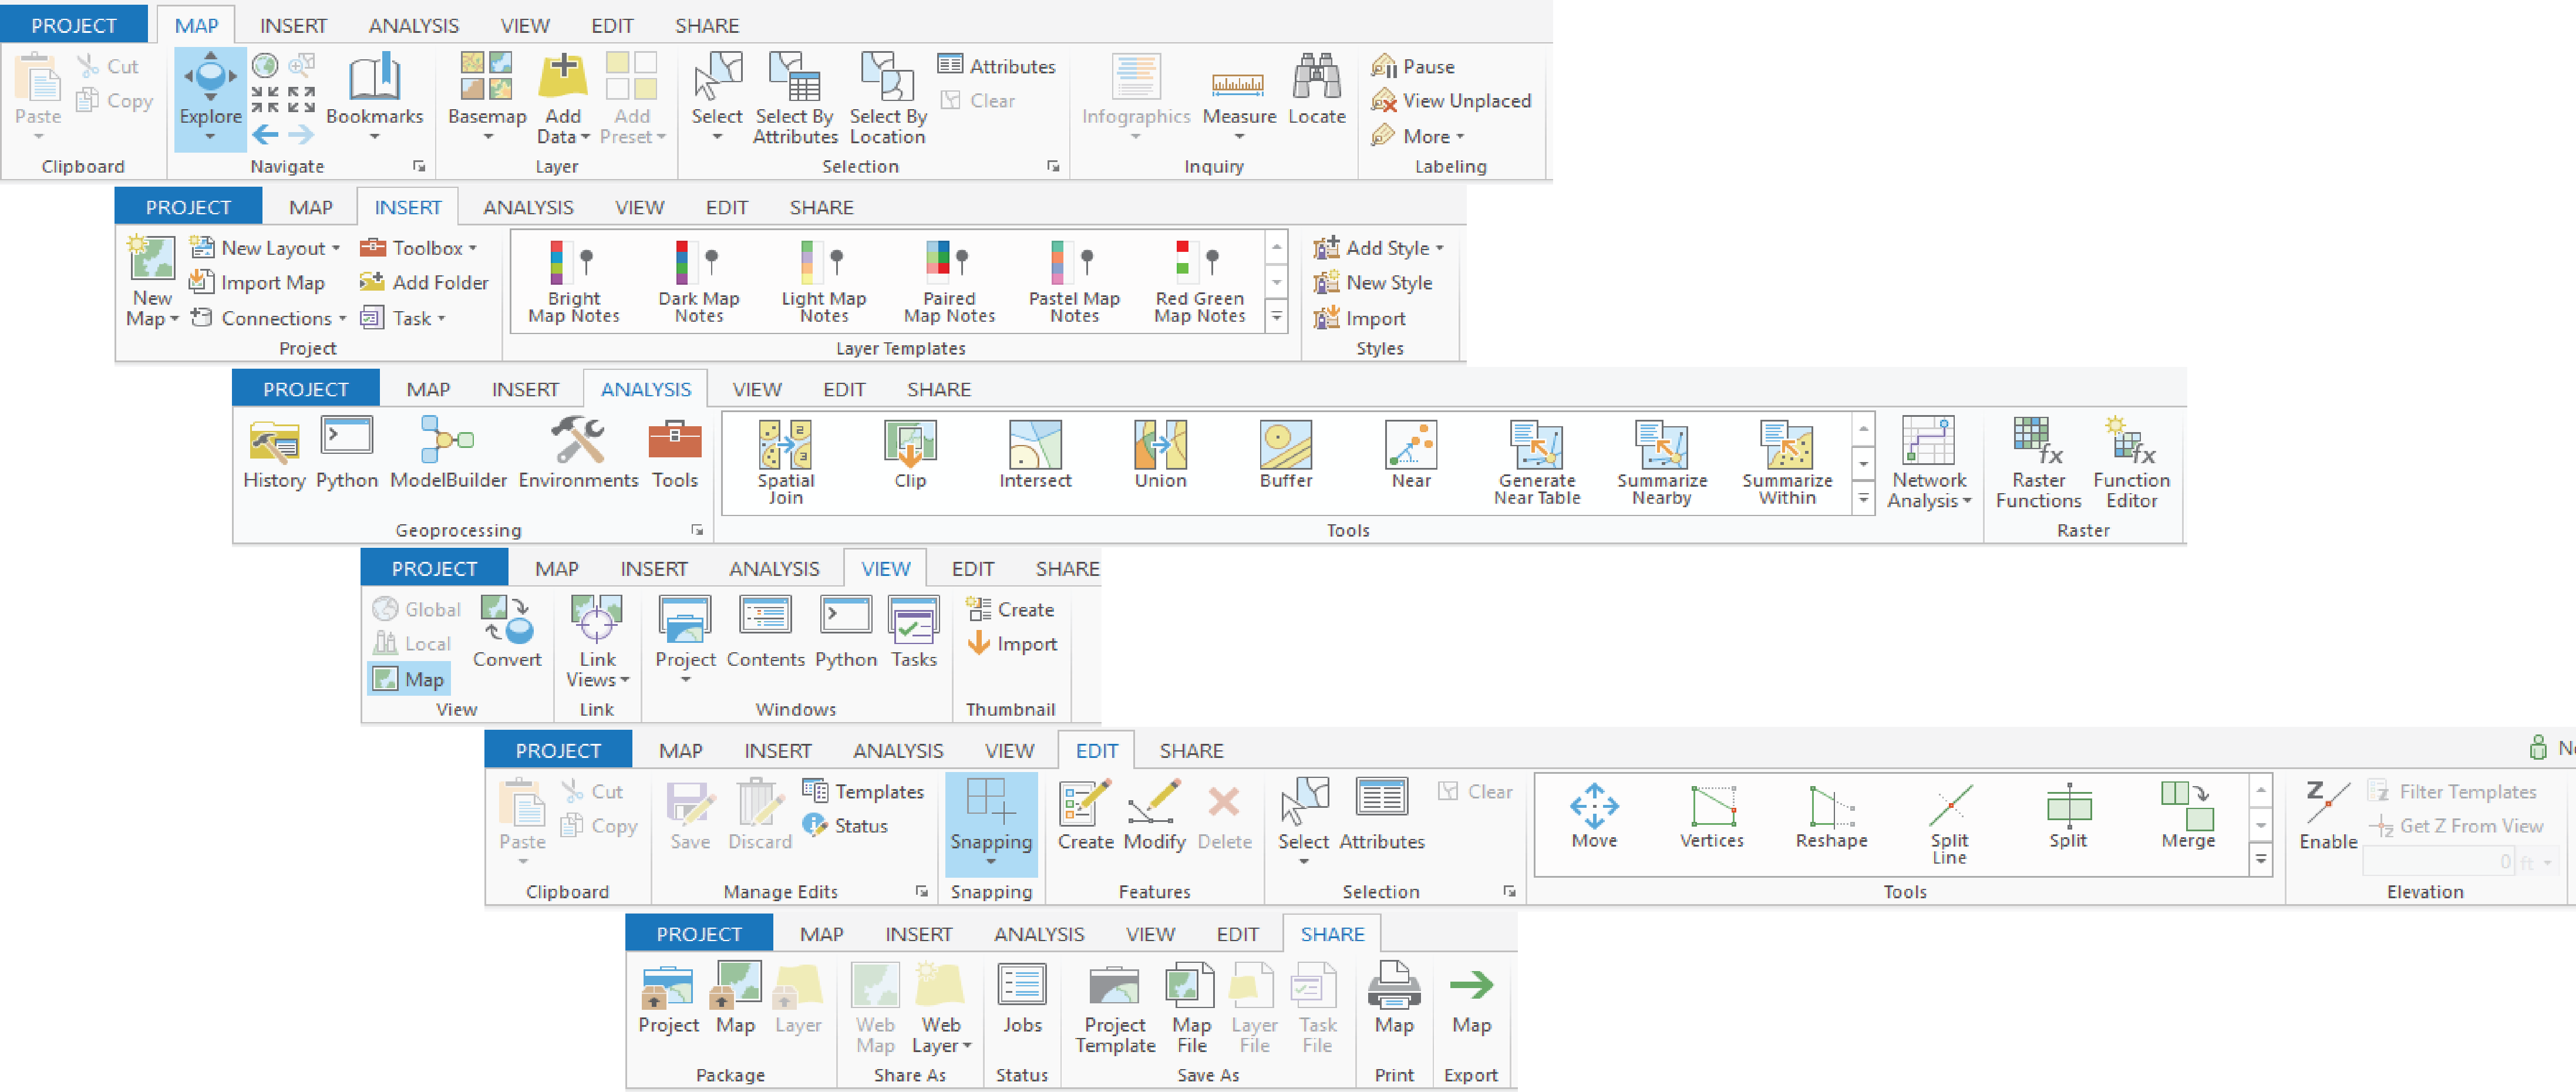 PROJECT MAP INSERT ANALYSIS VIEW EDIT SHARE
Paste Cut Copy Explore Bookmarks Basemap Add Data Add Preset Select Select By Attributes Select By Location Attributes Clear Infographics Measure Locate Pause View Unplaced More
Clipboard Navigate Layer Selection Inquiry Labeling
PROJECT MAP INSERT ANALYSIS VIEW EDIT SHARE
New Map New Layout Import Map Connections Toolbox Add Folder Task Bright Map Notes Dark Map Notes Light Map Notes Paired Map Notes Pastel Map Notes Red Green Map Notes Add Style New Style Import
Project Layer Templates Styles
PROJECT MAP INSERT ANALYSIS VIEW EDIT SHARE
History Python ModelBuilder Environments Tools Spatial Join Clip Intersect Union Buffer Near Generate Near Table Summarize Nearby Summarize Within Network Analysis Raster Functions Function Editor
Geoprocessing Tools Raster
PROJECT MAP INSERT ANALYSIS VIEW EDIT SHARE
Global Local Map Convert Link Views Project Contents Python Tasks Create Import
View Link Windows Thumbnail
PROJECT MAP INSERT ANALYSIS VIEW EDIT SHARE
Paste Cut Copy Save Discard Templates Status Snapping Create Modify Delete Select Attributes Clear Move Vertices Reshape Split Line Split Merge Enable Filter Templates Get Z From View 0 ft
Clipboard Manage Edits Snapping Features Selection Tools Elevation
PROJECT MAP INSERT ANALYSIS VIEW EDIT SHARE
Project Map Layer Web Map Web Layer Jobs Project Template Map File Layer File Task File Map Map
Package Share As Status Save As Print Export